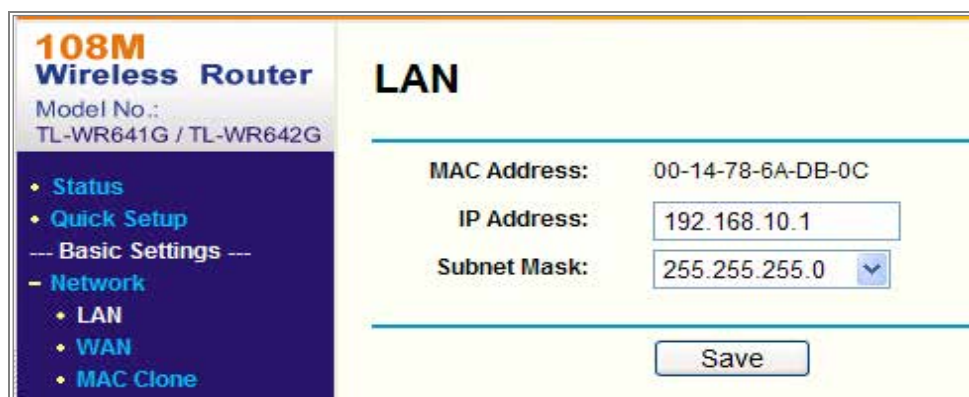 108M
Wireless Router
Model No.:
TL-WR641G / TL-WR642G
• Status
• Quick Setup
--- Basic Settings ---
– Network
• LAN
• WAN
• MAC Clone
LAN
MAC Address: 00-14-78-6A-DB-0C
IP Address: 192.168.10.1
Subnet Mask: 255.255.255.0
Save